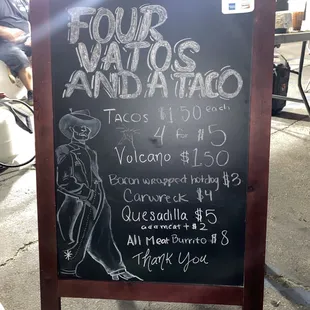 FOUR
VATOS
AND A TACO
TACOS $1.50 each
4 for $5
Volcano $1.50
Bacon wrapped hotdog $3
Carwreck $4
Quesadilla $5
add meat + $2
All Meat Burrito $8
Thank You